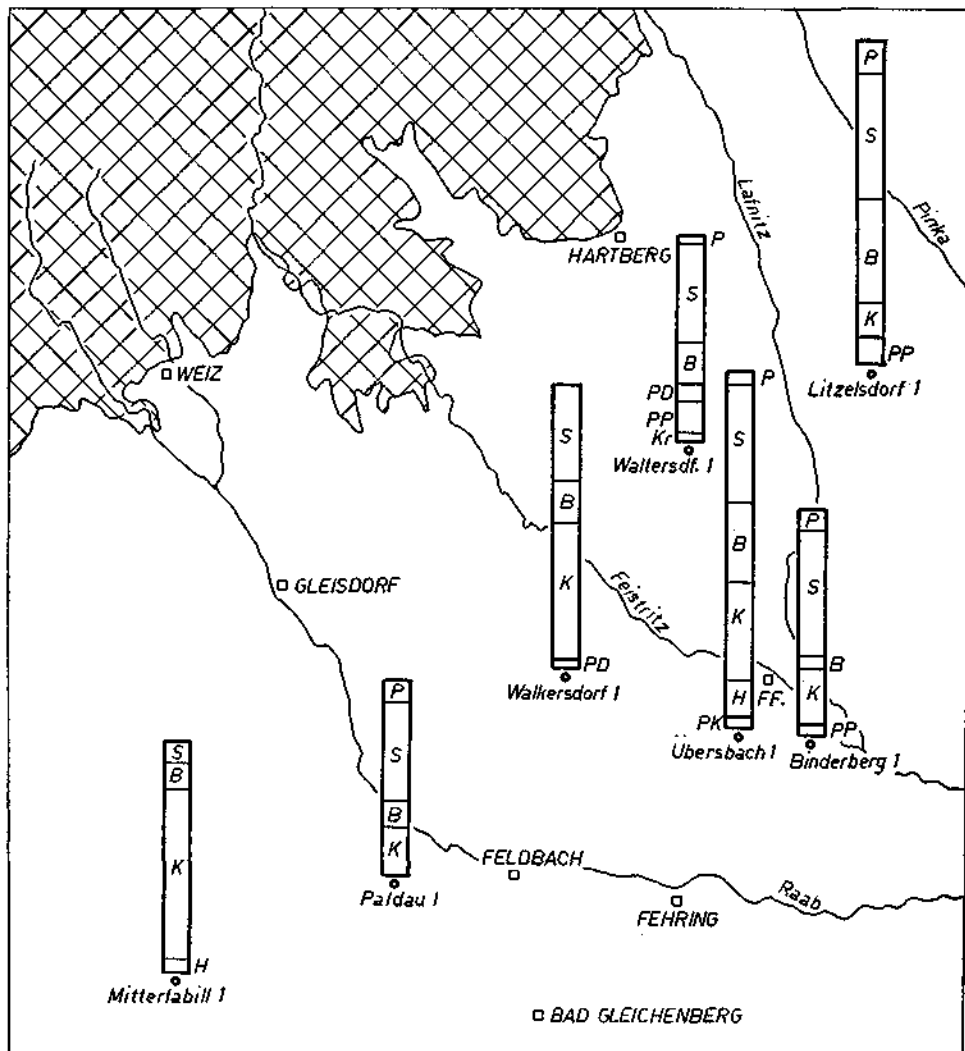 P
S
B
K
PP
Litzelsdorf 1
Pinka
Lafnitz
HARTBERG
P
S
B
PD
PP
Kr
Waltersdf. 1
WEIZ
P
S
B
K
H
PK
FF.
Übersbach 1
S
B
K
PD
Walkersdorf 1
P
S
B
K
PP
Binderberg 1
Feistritz
GLEISDORF
P
S
B
K
Paldau 1
S
B
K
H
Mitterlabill 1
FELDBACH
FEHRING
Raab
BAD GLEICHENBERG